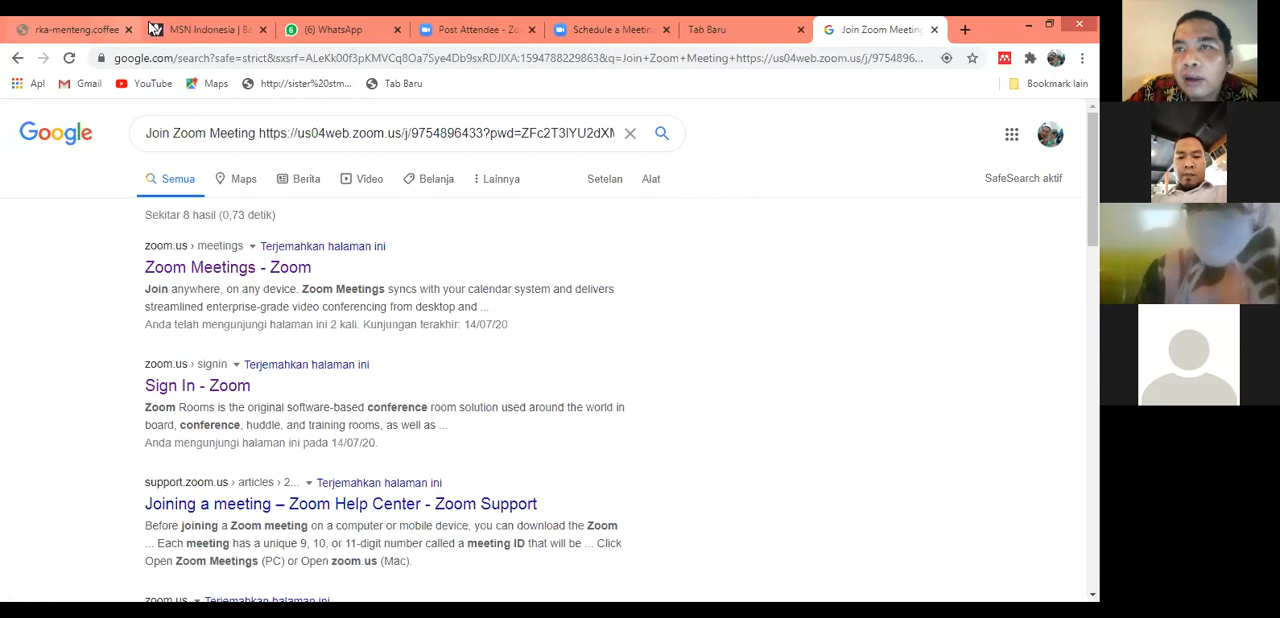 rka-menteng.coffee
MSN Indonesia | Ba
(6) WhatsApp
Post Attendee - Zo
Schedule a Meetin
Tab Baru
Join Zoom Meeting
google.com/search?safe=strict&sxsrf=ALeKk00f3rpKMVCq8Oa7Sye4Db9sxRDJlXA:1594788229863&q=Join+Zoom+Meeting+https://us04web.zoom.us/j/9754896...
Apl
Gmail
YouTube
Maps
http://sister%20stm...
Tab Baru
Bookmark lain
Google
Join Zoom Meeting https://us04web.zoom.us/j/9754896433?pwd=ZFc2T3lYU2dXM
Semua
Maps
Berita
Video
Belanja
Lainnya
Setelan
Alat
SafeSearch aktif
Sekitar 8 hasil (0,73 detik)
zoom.us › meetings Terjemahkan halaman ini
Zoom Meetings - Zoom
Join anywhere, on any device. Zoom Meetings syncs with your calendar system and delivers
streamlined enterprise-grade video conferencing from desktop and ...
Anda telah mengunjungi halaman ini 2 kali. Kunjungan terakhir: 14/07/20
zoom.us › signin Terjemahkan halaman ini
Sign In - Zoom
Zoom Rooms is the original software-based conference room solution used around the world in
board, conference, huddle, and training rooms, as well as ...
Anda mengunjungi halaman ini pada 14/07/20.
support.zoom.us › articles › 2... Terjemahkan halaman ini
Joining a meeting – Zoom Help Center - Zoom Support
Before joining a Zoom meeting on a computer or mobile device, you can download the Zoom
... Each meeting has a unique 9, 10, or 11-digit number called a meeting ID that will be ... Click
Open Zoom Meetings (PC) or Open zoom.us (Mac).
zoom.us Terjemahkan halaman ini